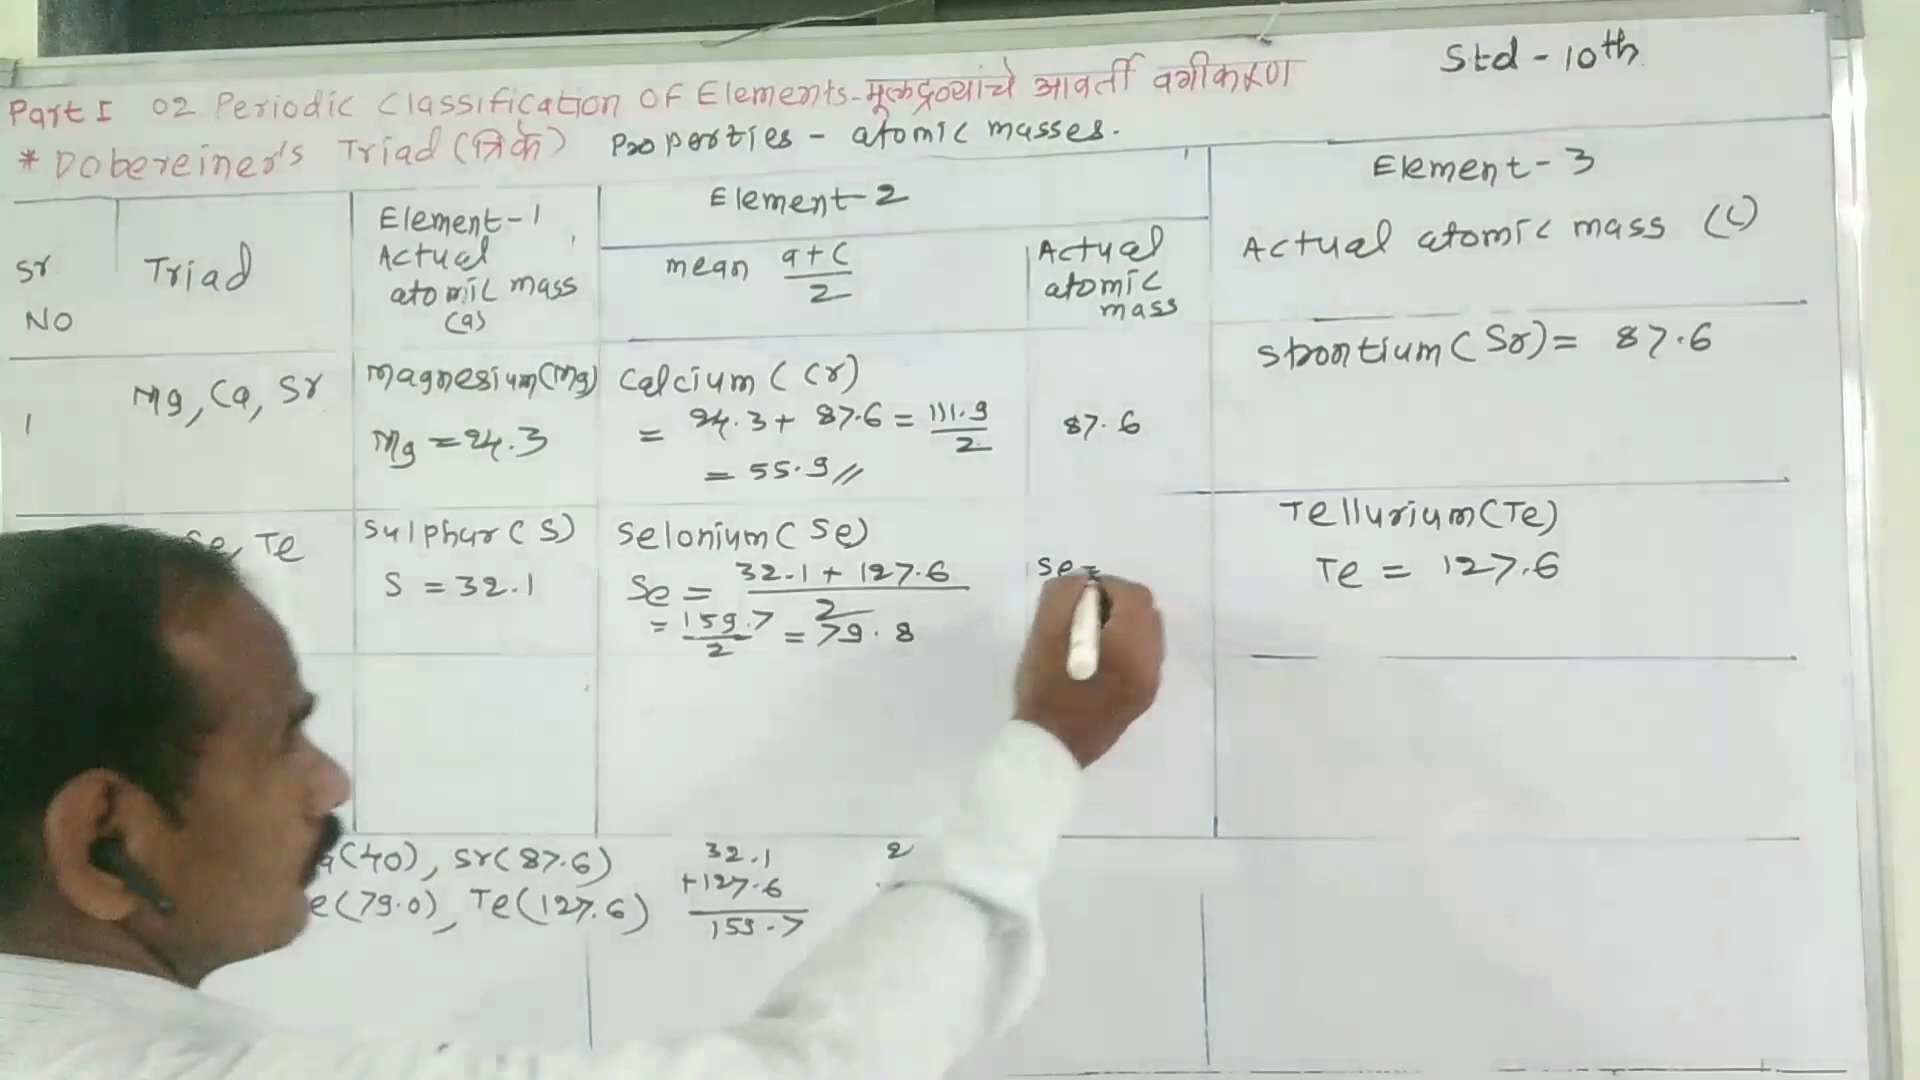 Std - 10th
Part I 02 Periodic Classification Of Elements - मूलद्रव्यांचे आवर्ती वर्गीकरण
* Dobereiner's Triad (त्रिके) Properties - atomic masses.
Sr No
Triad
Element-1 Actual atomic mass (a)
Element-2
mean a+c/2
Actual atomic mass
Element-3
Actual atomic mass (c)
1
Mg, Ca, Sr
Magnesium(Mg)
Mg = 24.3
Calcium (Cr)
= 24.3 + 87.6 = 111.9/2
= 55.9 //
87.6
Strontium (Sr) = 87.6
Se, Te
Sulphur (S)
S = 32.1
Selonium (Se)
Se = 32.1 + 127.6/2
= 159.7/2 = 79.8
Se =
Tellurium (Te)
Te = 127.6
(40), Sr (87.6)
e (79.0), Te (127.6)
32.1
+127.6
159.7
2